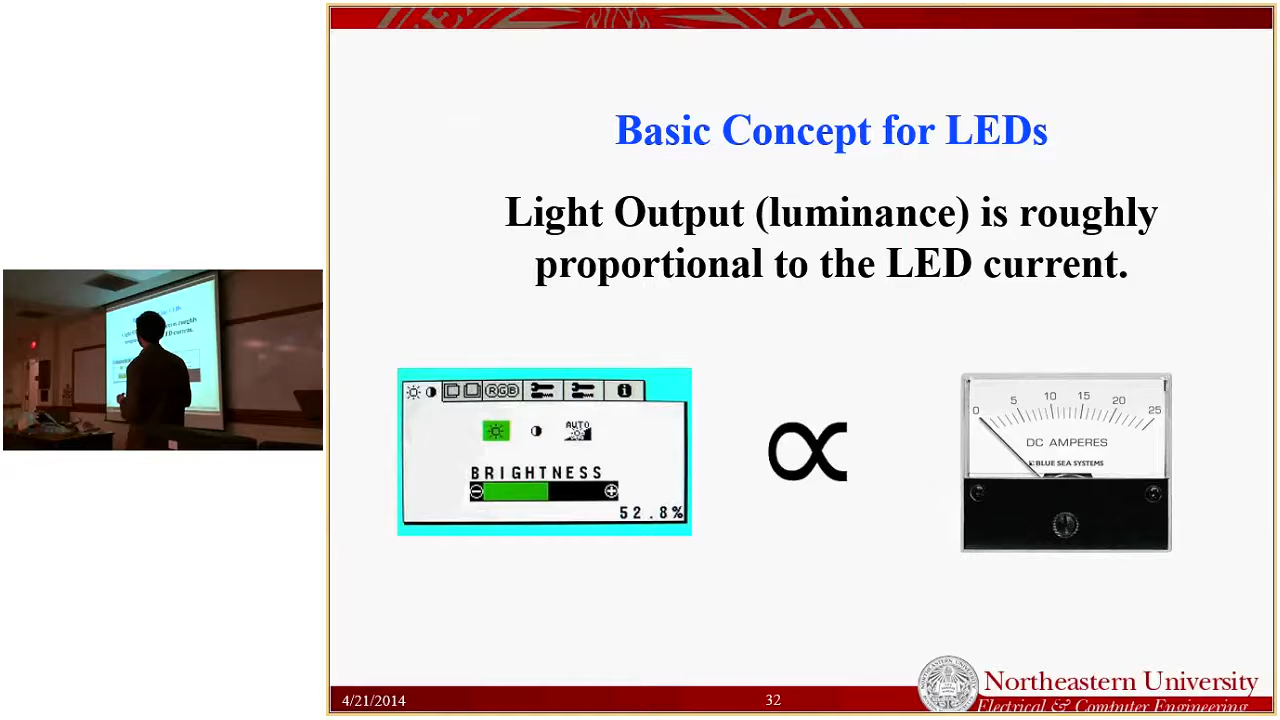 Basic Concept for LEDs
Light Output (luminance) is roughly
proportional to the LED current.
RGB
AUTO
BRIGHTNESS
52.8%
∝
0 5 10 15 20 25
DC AMPERES
BLUE SEA SYSTEMS
4/21/2014
32
Northeastern University
Electrical & Computer Engineering